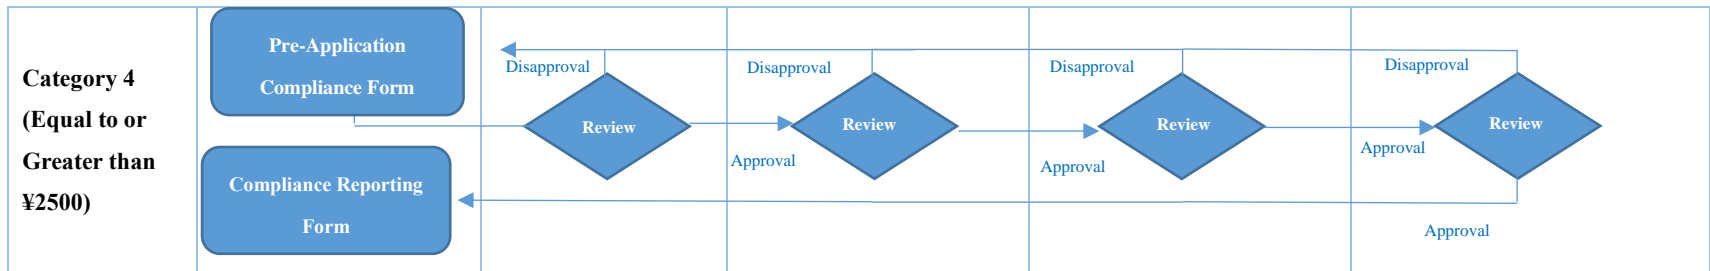 Category 4
(Equal to or
Greater than
¥2500)
Pre-Application
Compliance Form
Compliance Reporting
Form
Disapproval
Review
Approval
Disapproval
Review
Approval
Disapproval
Review
Approval
Disapproval
Review
Approval